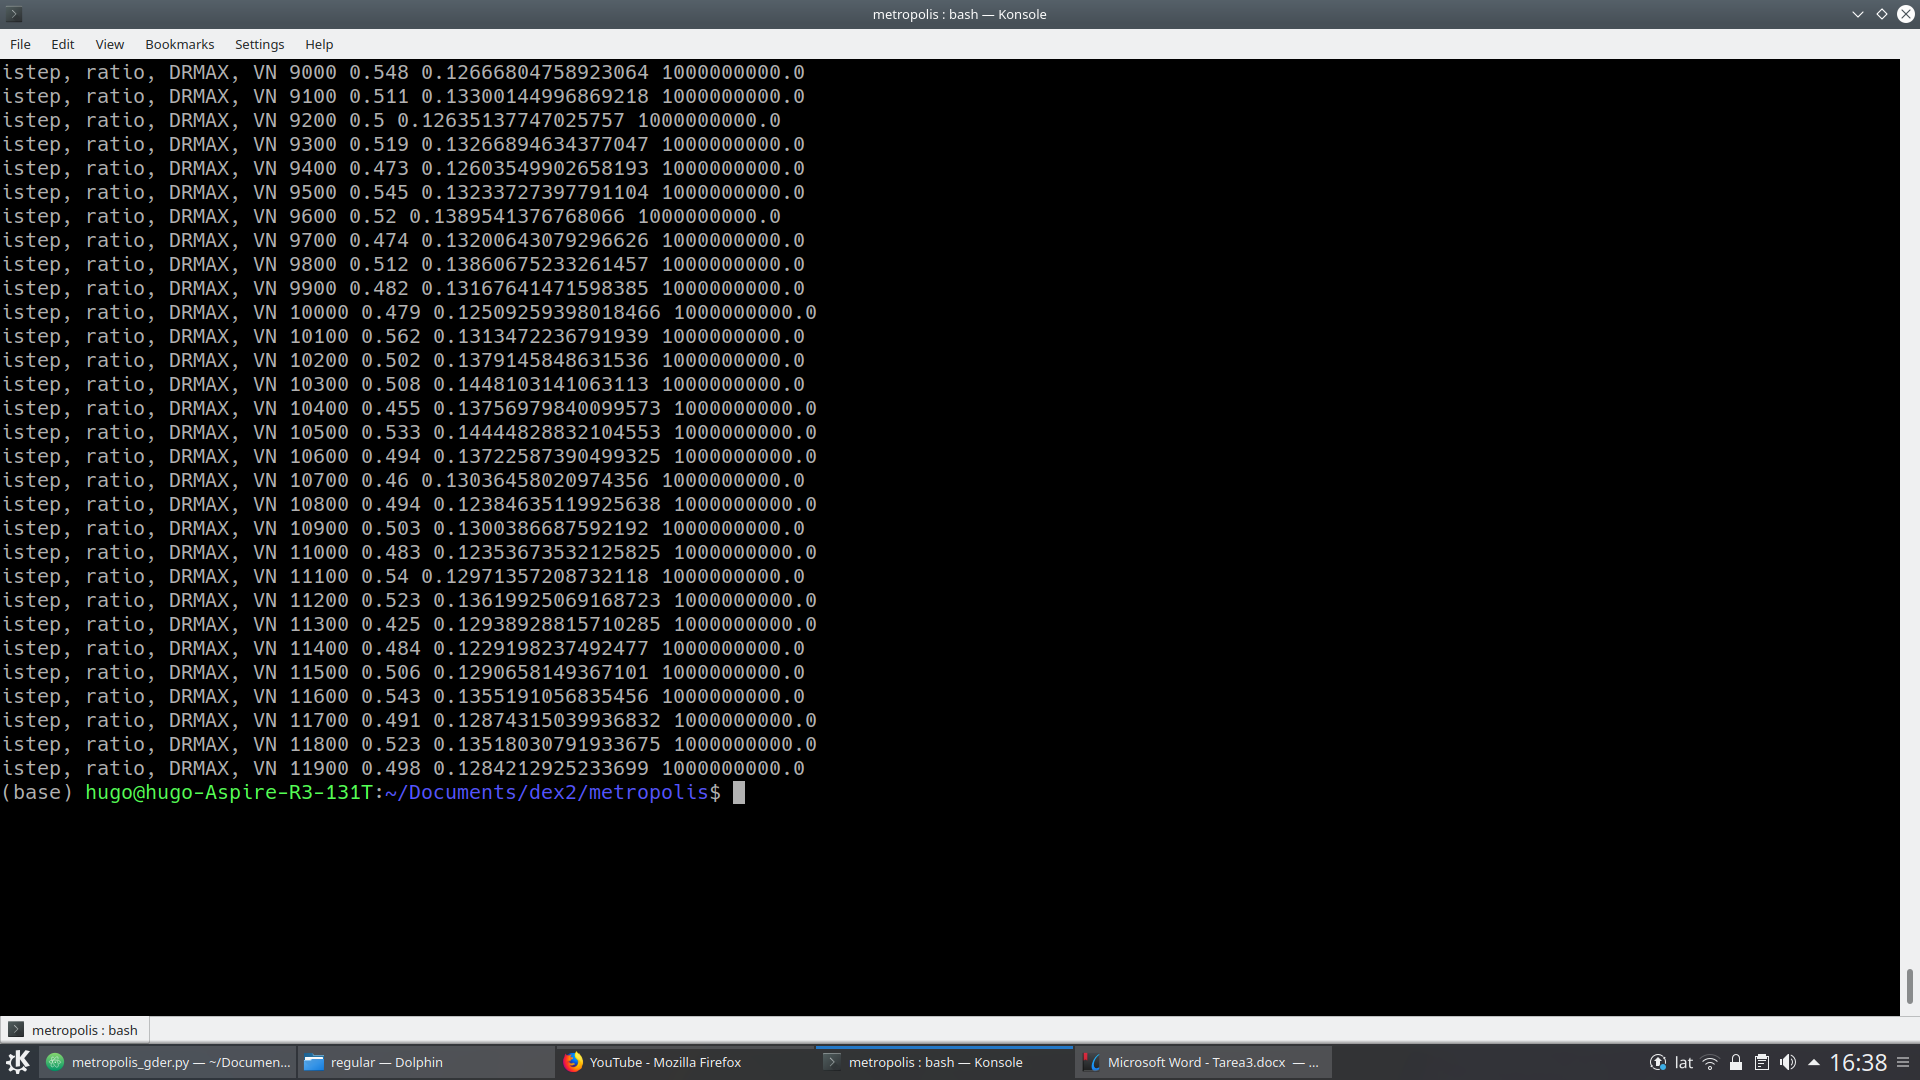 metropolis : bash — Konsole
File Edit View Bookmarks Settings Help
istep, ratio, DRMAX, VN 9000 0.548 0.12666804758923064 1000000000.0
istep, ratio, DRMAX, VN 9100 0.511 0.13300144996869218 1000000000.0
istep, ratio, DRMAX, VN 9200 0.5 0.12635137747025757 1000000000.0
istep, ratio, DRMAX, VN 9300 0.519 0.13266894634377047 1000000000.0
istep, ratio, DRMAX, VN 9400 0.473 0.12603549902658193 1000000000.0
istep, ratio, DRMAX, VN 9500 0.545 0.13233727397791104 1000000000.0
istep, ratio, DRMAX, VN 9600 0.52 0.1389541376768066 1000000000.0
istep, ratio, DRMAX, VN 9700 0.474 0.13200643079296626 1000000000.0
istep, ratio, DRMAX, VN 9800 0.512 0.13860675233261457 1000000000.0
istep, ratio, DRMAX, VN 9900 0.482 0.13167641471598385 1000000000.0
istep, ratio, DRMAX, VN 10000 0.479 0.12509259398018466 1000000000.0
istep, ratio, DRMAX, VN 10100 0.562 0.1313472236791939 1000000000.0
istep, ratio, DRMAX, VN 10200 0.502 0.1379145848631536 1000000000.0
istep, ratio, DRMAX, VN 10300 0.508 0.1448103141063113 1000000000.0
istep, ratio, DRMAX, VN 10400 0.455 0.13756979840099573 1000000000.0
istep, ratio, DRMAX, VN 10500 0.533 0.14444828832104553 1000000000.0
istep, ratio, DRMAX, VN 10600 0.494 0.13722587390499325 1000000000.0
istep, ratio, DRMAX, VN 10700 0.46 0.13036458020974356 1000000000.0
istep, ratio, DRMAX, VN 10800 0.494 0.12384635119925638 1000000000.0
istep, ratio, DRMAX, VN 10900 0.503 0.1300386687592192 1000000000.0
istep, ratio, DRMAX, VN 11000 0.483 0.12353673532125825 1000000000.0
istep, ratio, DRMAX, VN 11100 0.54 0.12971357208732118 1000000000.0
istep, ratio, DRMAX, VN 11200 0.523 0.13619925069168723 1000000000.0
istep, ratio, DRMAX, VN 11300 0.425 0.12938928815710285 1000000000.0
istep, ratio, DRMAX, VN 11400 0.484 0.1229198237492477 1000000000.0
istep, ratio, DRMAX, VN 11500 0.506 0.1290658149367101 1000000000.0
istep, ratio, DRMAX, VN 11600 0.543 0.1355191056835456 1000000000.0
istep, ratio, DRMAX, VN 11700 0.491 0.12874315039936832 1000000000.0
istep, ratio, DRMAX, VN 11800 0.523 0.13518030791933675 1000000000.0
istep, ratio, DRMAX, VN 11900 0.498 0.1284212925233699 1000000000.0
(base) hugo@hugo-Aspire-R3-131T:~/Documents/dex2/metropolis$
metropolis : bash
metropolis_gder.py — ~/Documen... regular — Dolphin YouTube - Mozilla Firefox metropolis : bash — Konsole Microsoft Word - Tarea3.docx — ... lat 16:38